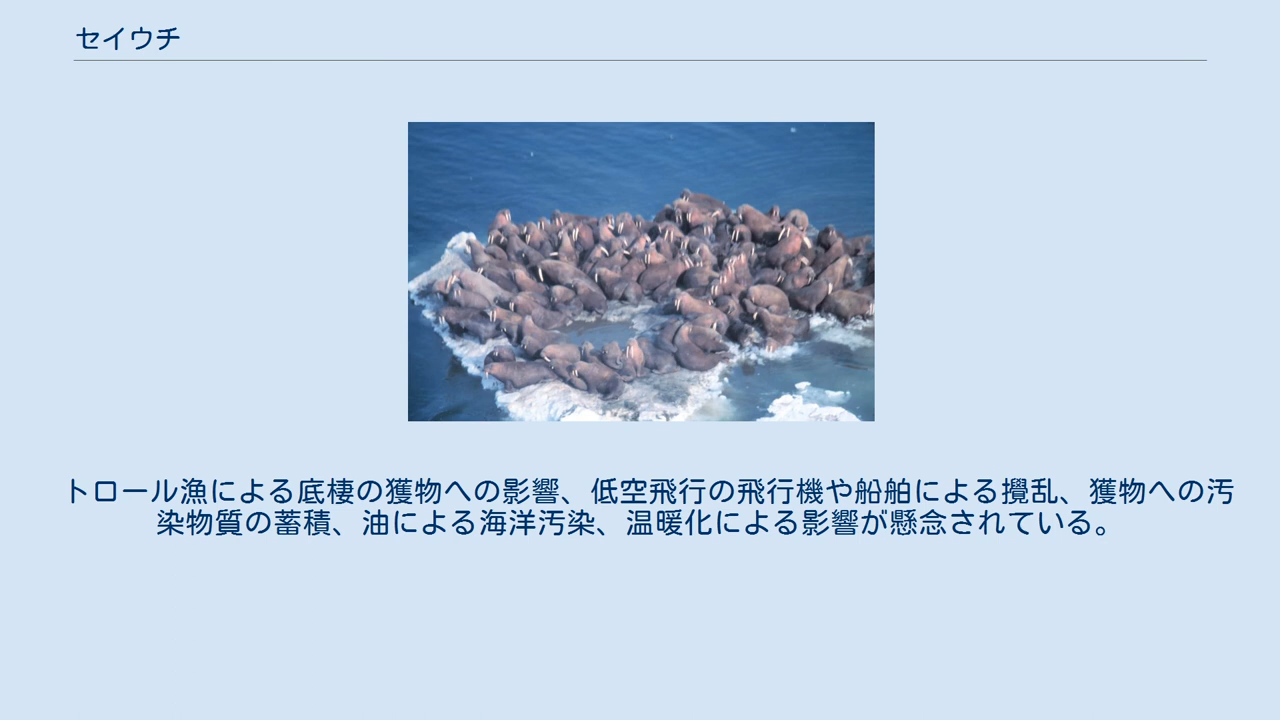 セイウチ
トロール漁による底棲の獲物への影響、低空飛行の飛行機や船舶による攪乱、獲物への汚
染物質の蓄積、油による海洋汚染、温暖化による影響が懸念されている。